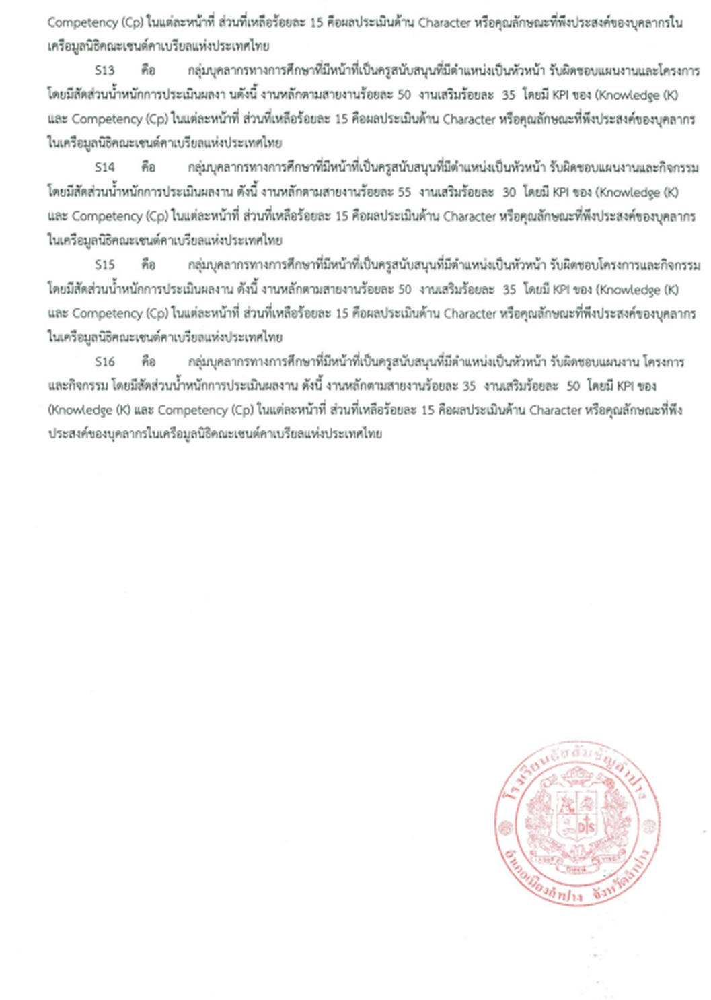 Competency (Cp) ในแต่ละหน้าที่ ส่วนที่เหลือร้อยละ 15 คือผลประเมินด้าน Character หรือคุณลักษณะที่พึงประสงค์ของบุคลากรใน
เครือมูลนิธิคณะเซนต์คาเบรียลแห่งประเทศไทย
S13 คือ กลุ่มบุคลากรทางการศึกษาที่มีหน้าที่เป็นครูสนับสนุนที่มีตำแหน่งเป็นหัวหน้า รับผิดชอบแผนงานและโครงการ
โดยมีสัดส่วนน้ำหนักการประเมินผลงา นดังนี้ งานหลักตามสายงานร้อยละ 50 งานเสริมร้อยละ 35 โดยมี KPI ของ (Knowledge (K)
และ Competency (Cp) ในแต่ละหน้าที่ ส่วนที่เหลือร้อยละ 15 คือผลประเมินด้าน Character หรือคุณลักษณะที่พึงประสงค์ของบุคลากร
ในเครือมูลนิธิคณะเซนต์คาเบรียลแห่งประเทศไทย
S14 คือ กลุ่มบุคลากรทางการศึกษาที่มีหน้าที่เป็นครูสนับสนุนที่มีตำแหน่งเป็นหัวหน้า รับผิดชอบแผนงานและกิจกรรม
โดยมีสัดส่วนน้ำหนักการประเมินผลงาน ดังนี้ งานหลักตามสายงานร้อยละ 55 งานเสริมร้อยละ 30 โดยมี KPI ของ (Knowledge (K)
และ Competency (Cp) ในแต่ละหน้าที่ ส่วนที่เหลือร้อยละ 15 คือผลประเมินด้าน Character หรือคุณลักษณะที่พึงประสงค์ของบุคลากร
ในเครือมูลนิธิคณะเซนต์คาเบรียลแห่งประเทศไทย
S15 คือ กลุ่มบุคลากรทางการศึกษาที่มีหน้าที่เป็นครูสนับสนุนที่มีตำแหน่งเป็นหัวหน้า รับผิดชอบโครงการและกิจกรรม
โดยมีสัดส่วนน้ำหนักการประเมินผลงาน ดังนี้ งานหลักตามสายงานร้อยละ 50 งานเสริมร้อยละ 35 โดยมี KPI ของ (Knowledge (K)
และ Competency (Cp) ในแต่ละหน้าที่ ส่วนที่เหลือร้อยละ 15 คือผลประเมินด้าน Character หรือคุณลักษณะที่พึงประสงค์ของบุคลากร
ในเครือมูลนิธิคณะเซนต์คาเบรียลแห่งประเทศไทย
S16 คือ กลุ่มบุคลากรทางการศึกษาที่มีหน้าที่เป็นครูสนับสนุนที่มีตำแหน่งเป็นหัวหน้า รับผิดชอบแผนงาน โครงการ
และกิจกรรม โดยมีสัดส่วนน้ำหนักการประเมินผลงาน ดังนี้ งานหลักตามสายงานร้อยละ 35 งานเสริมร้อยละ 50 โดยมี KPI ของ
(Knowledge (K) และ Competency (Cp) ในแต่ละหน้าที่ ส่วนที่เหลือร้อยละ 15 คือผลประเมินด้าน Character หรือคุณลักษณะที่พึง
ประสงค์ของบุคลากรในเครือมูลนิธิคณะเซนต์คาเบรียลแห่งประเทศไทย
โรงเรียนอัสสัมชัญลำปาง
DS
อำเภอเมืองลำปาง จังหวัดลำปาง